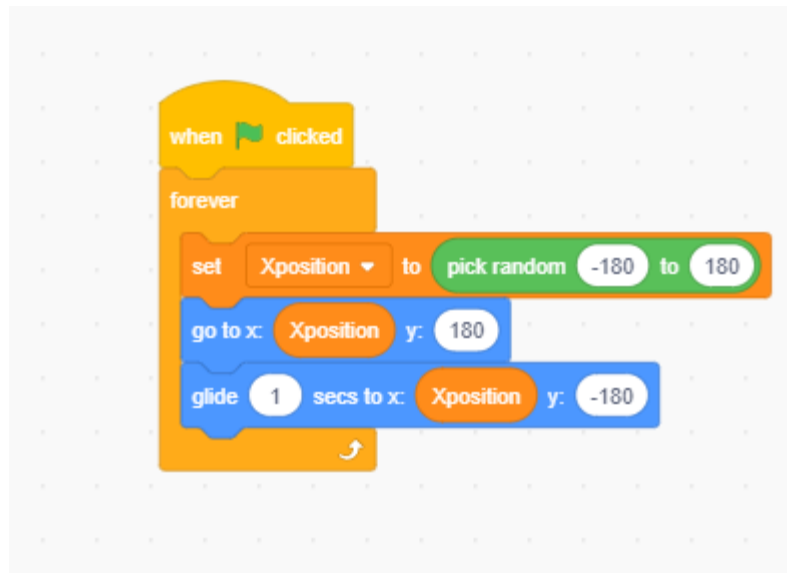 when clicked
forever
set Xposition to pick random -180 to 180
go to x: Xposition y: 180
glide 1 secs to x: Xposition y: -180